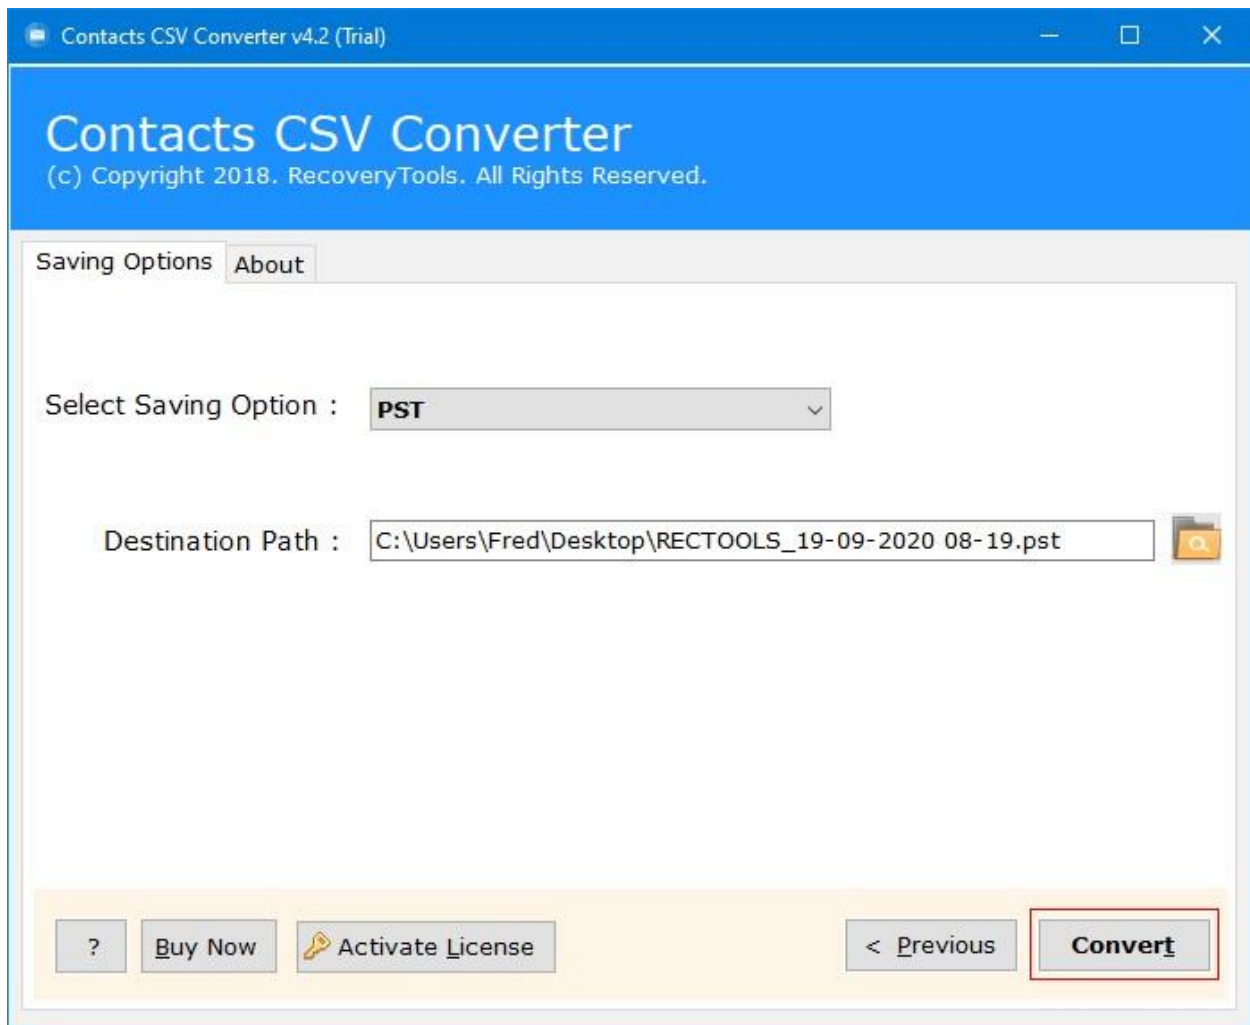 Contacts CSV Converter v4.2 (Trial)
Contacts CSV Converter
(c) Copyright 2018. RecoveryTools. All Rights Reserved.
Saving Options About
Select Saving Option : PST
Destination Path : C:\Users\Fred\Desktop\RECTOOLS_19-09-2020 08-19.pst
? Buy Now Activate License < Previous Convert